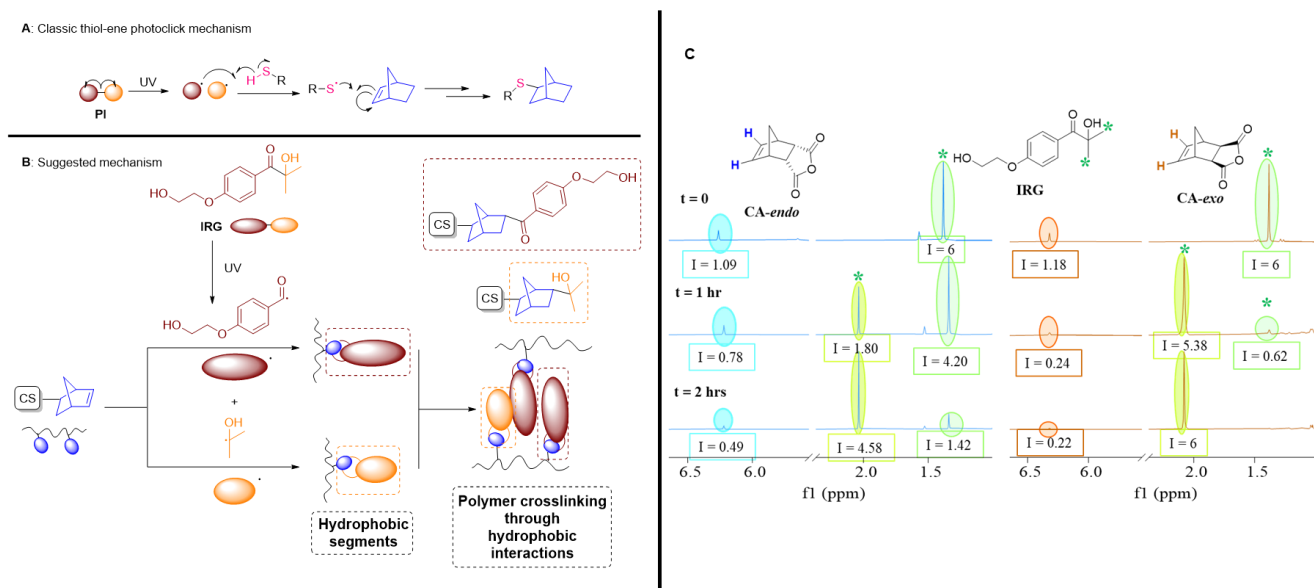 A: Classic thiol-ene photoclick mechanism
PI
UV
H
S
R
R–S
S
R
B: Suggested mechanism
HO
O
O
OH
IRG
UV
HO
O
O
CS
+
OH
Hydrophobic
segments
CS
O
O
OH
CS
HO
Polymer crosslinking
through
hydrophobic
interactions
C
H
H
O
O
O
CA-endo
HO
O
O
OH
*
*
IRG
H
H
O
O
O
CA-exo
t = 0
*
*
I = 1.09
I = 6
I = 1.18
I = 6
t = 1 hr
*
*
*
I = 0.78
I = 1.80
I = 4.20
I = 0.24
I = 5.38
I = 0.62
t = 2 hrs
I = 0.49
I = 4.58
I = 1.42
I = 0.22
I = 6
6.5 6.0 2.0 1.5 6.5 6.0 2.0 1.5
f1 (ppm) f1 (ppm)